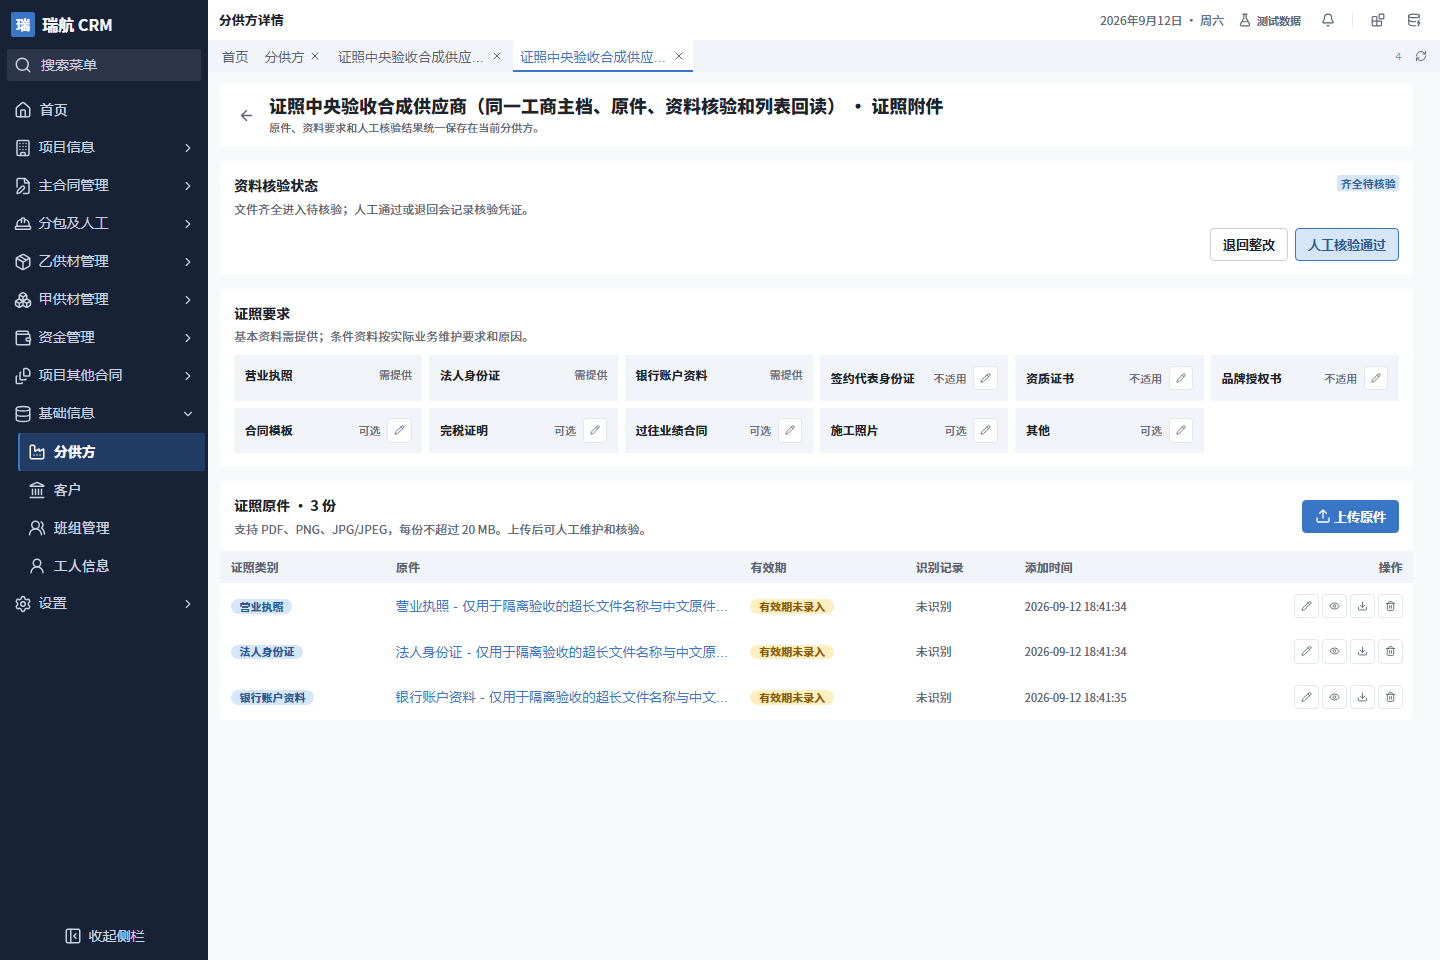 瑞 瑞航 CRM
搜索菜单
首页
项目信息
主合同管理
分包及人工
乙供材管理
甲供材管理
资金管理
项目其他合同
基础信息
分供方
客户
班组管理
工人信息
设置
收起侧栏
分供方详情
2026年9月12日 • 周六 测试数据
首页 分供方 证照中央验收合成供应... 证照中央验收合成供应... 4
证照中央验收合成供应商（同一工商主档、原件、资料核验和列表回读） • 证照附件
原件、资料要求和人工核验结果统一保存在当前分供方。
资料核验状态 齐全待核验
文件齐全进入待核验；人工通过或退回会记录核验凭证。
退回整改 人工核验通过
证照要求
基本资料需提供；条件资料按实际业务维护要求和原因。
营业执照 需提供 法人身份证 需提供 银行账户资料 需提供 签约代表身份证 不适用 资质证书 不适用 品牌授权书 不适用
合同模板 可选 完税证明 可选 过往业绩合同 可选 施工照片 可选 其他 可选
证照原件 • 3 份
支持 PDF、PNG、JPG/JPEG，每份不超过 20 MB。上传后可人工维护和核验。
上传原件
证照类别 原件 有效期 识别记录 添加时间 操作
营业执照 营业执照 - 仅用于隔离验收的超长文件名称与中文原件... 有效期未录入 未识别 2026-09-12 18:41:34
法人身份证 法人身份证 - 仅用于隔离验收的超长文件名称与中文原... 有效期未录入 未识别 2026-09-12 18:41:34
银行账户资料 银行账户资料 - 仅用于隔离验收的超长文件名称与中文... 有效期未录入 未识别 2026-09-12 18:41:35